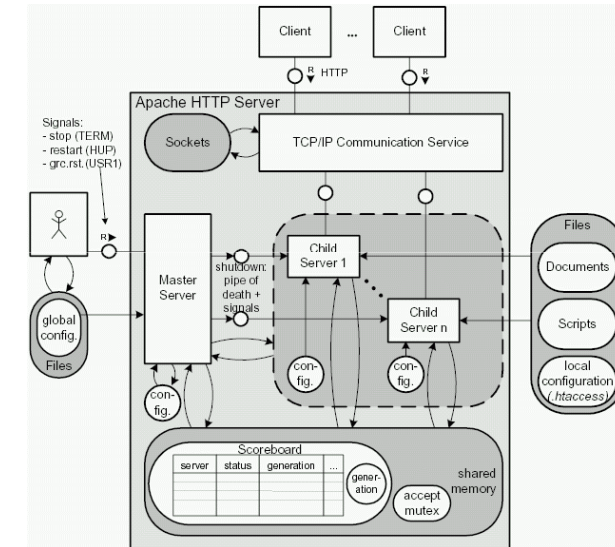 Client
...
Client
R
HTTP
R
Apache HTTP Server
Signals:
- stop (TERM)
- restart (HUP)
- grc.rst.(USR1)
Sockets
TCP/IP Communication Service
R
Master
Server
shutdown:
pipe of
death +
signals
Child
Server 1
Child
Server n
Files
Documents
Scripts
local
configuration
(.htaccess)
global
config.
Files
con-
fig.
con-
fig.
con-
fig.
Scoreboard
server status generation ...
gener-
ation
accept
mutex
shared
memory